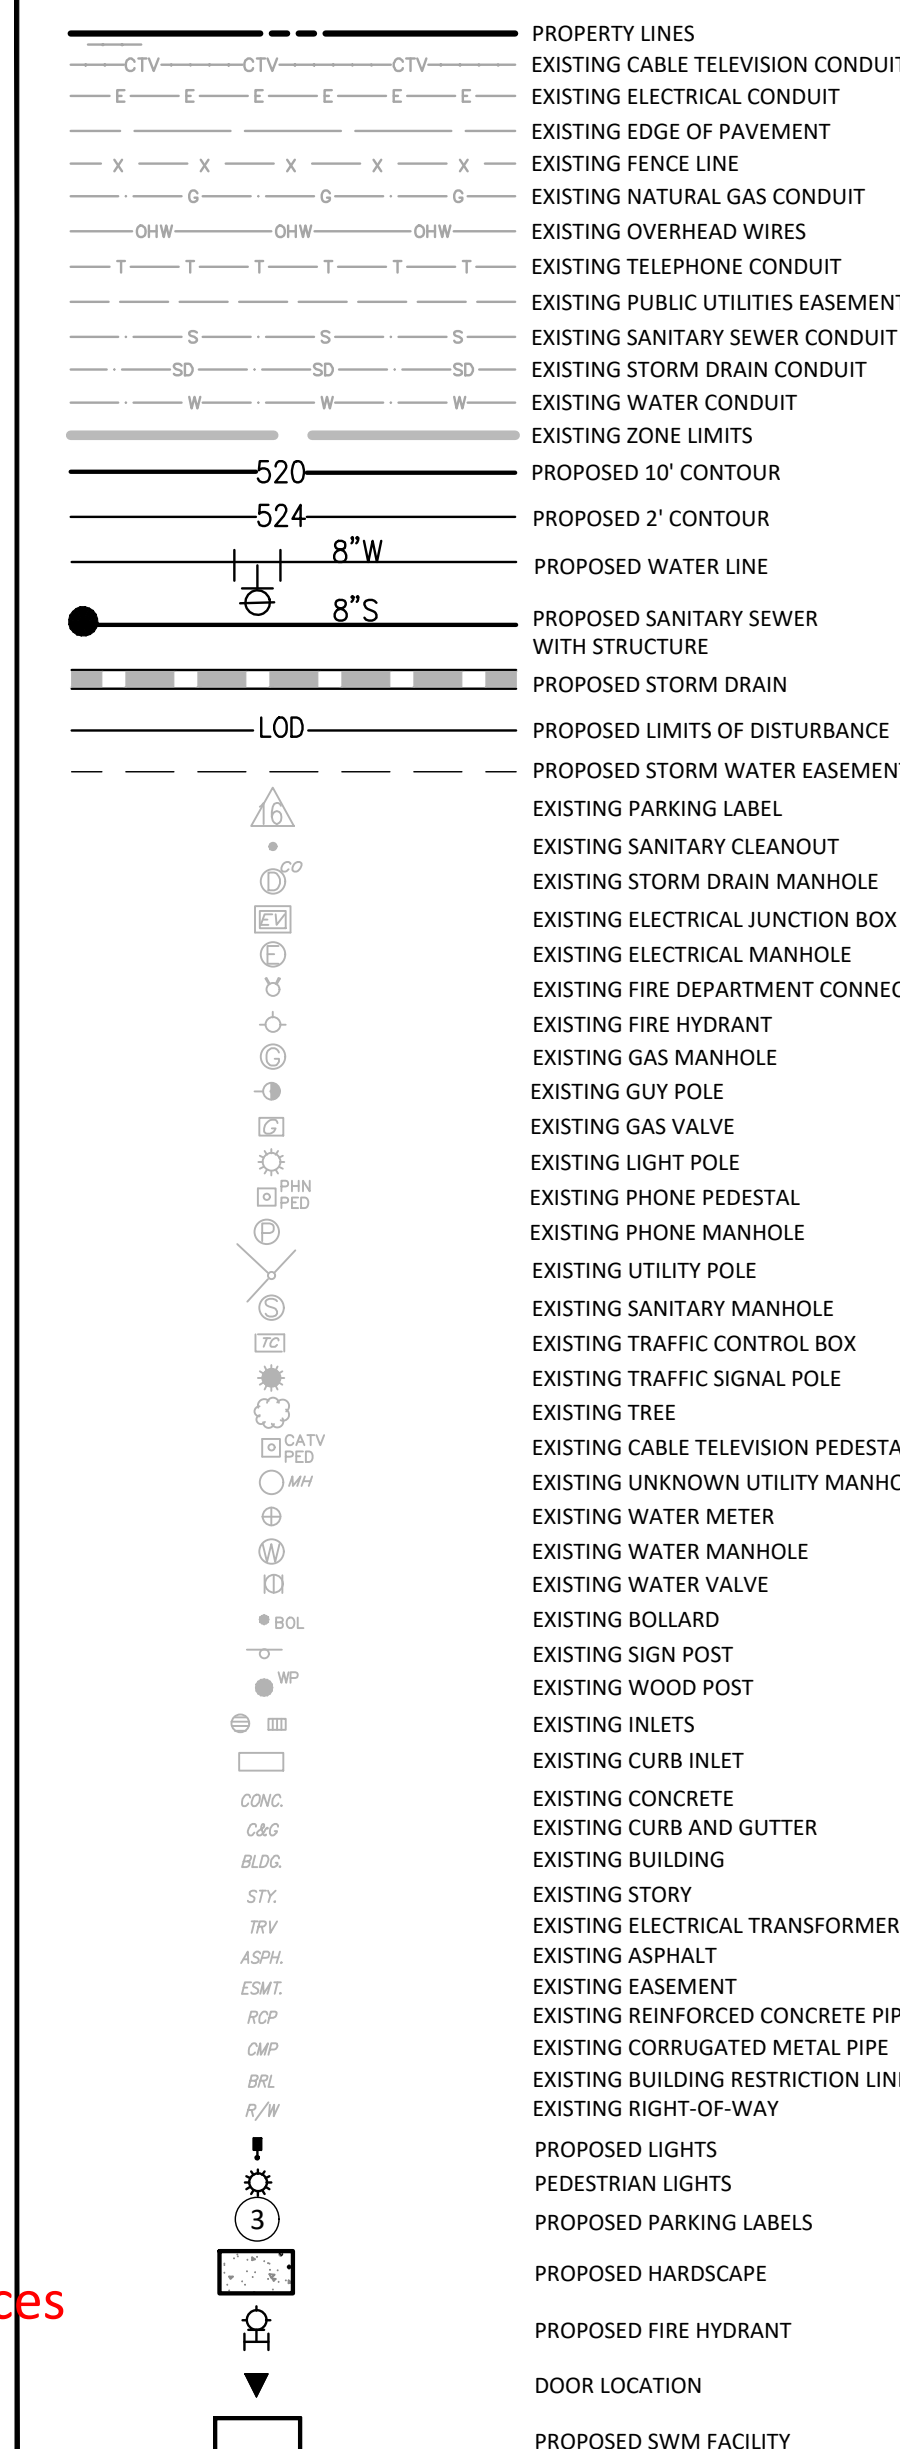 PROPERTY LINES
CTV CTV CTV EXISTING CABLE TELEVISION CONDUIT
E E E E E E EXISTING ELECTRICAL CONDUIT
EXISTING EDGE OF PAVEMENT
X X X X X EXISTING FENCE LINE
G G G EXISTING NATURAL GAS CONDUIT
OHW OHW OHW EXISTING OVERHEAD WIRES
T T T T T T EXISTING TELEPHONE CONDUIT
EXISTING PUBLIC UTILITIES EASEMENT
S S S EXISTING SANITARY SEWER CONDUIT
SD SD SD EXISTING STORM DRAIN CONDUIT
W W W EXISTING WATER CONDUIT
EXISTING ZONE LIMITS
520 PROPOSED 10' CONTOUR
524 PROPOSED 2' CONTOUR
8"W PROPOSED WATER LINE
8"S PROPOSED SANITARY SEWER
WITH STRUCTURE
PROPOSED STORM DRAIN
LOD PROPOSED LIMITS OF DISTURBANCE
PROPOSED STORM WATER EASEMENT
16 EXISTING PARKING LABEL
EXISTING SANITARY CLEANOUT
CO
D EXISTING STORM DRAIN MANHOLE
EV EXISTING ELECTRICAL JUNCTION BOX
E EXISTING ELECTRICAL MANHOLE
EXISTING FIRE DEPARTMENT CONNEC
EXISTING FIRE HYDRANT
G EXISTING GAS MANHOLE
EXISTING GUY POLE
G EXISTING GAS VALVE
EXISTING LIGHT POLE
PHN
PED EXISTING PHONE PEDESTAL
P EXISTING PHONE MANHOLE
EXISTING UTILITY POLE
S EXISTING SANITARY MANHOLE
TC EXISTING TRAFFIC CONTROL BOX
EXISTING TRAFFIC SIGNAL POLE
EXISTING TREE
CATV
PED EXISTING CABLE TELEVISION PEDESTA
MH EXISTING UNKNOWN UTILITY MANHO
EXISTING WATER METER
W EXISTING WATER MANHOLE
EXISTING WATER VALVE
BOL EXISTING BOLLARD
EXISTING SIGN POST
WP EXISTING WOOD POST
EXISTING INLETS
EXISTING CURB INLET
CONC. EXISTING CONCRETE
C&G EXISTING CURB AND GUTTER
BLDG. EXISTING BUILDING
STY. EXISTING STORY
TRV EXISTING ELECTRICAL TRANSFORMER
ASPH. EXISTING ASPHALT
ESMT. EXISTING EASEMENT
RCP EXISTING REINFORCED CONCRETE PIP
CMP EXISTING CORRUGATED METAL PIPE
BRL EXISTING BUILDING RESTRICTION LINE
R/W EXISTING RIGHT-OF-WAY
PROPOSED LIGHTS
PEDESTRIAN LIGHTS
3 PROPOSED PARKING LABELS
PROPOSED HARDSCAPE
ces
PROPOSED FIRE HYDRANT
DOOR LOCATION
PROPOSED SWM FACILITY